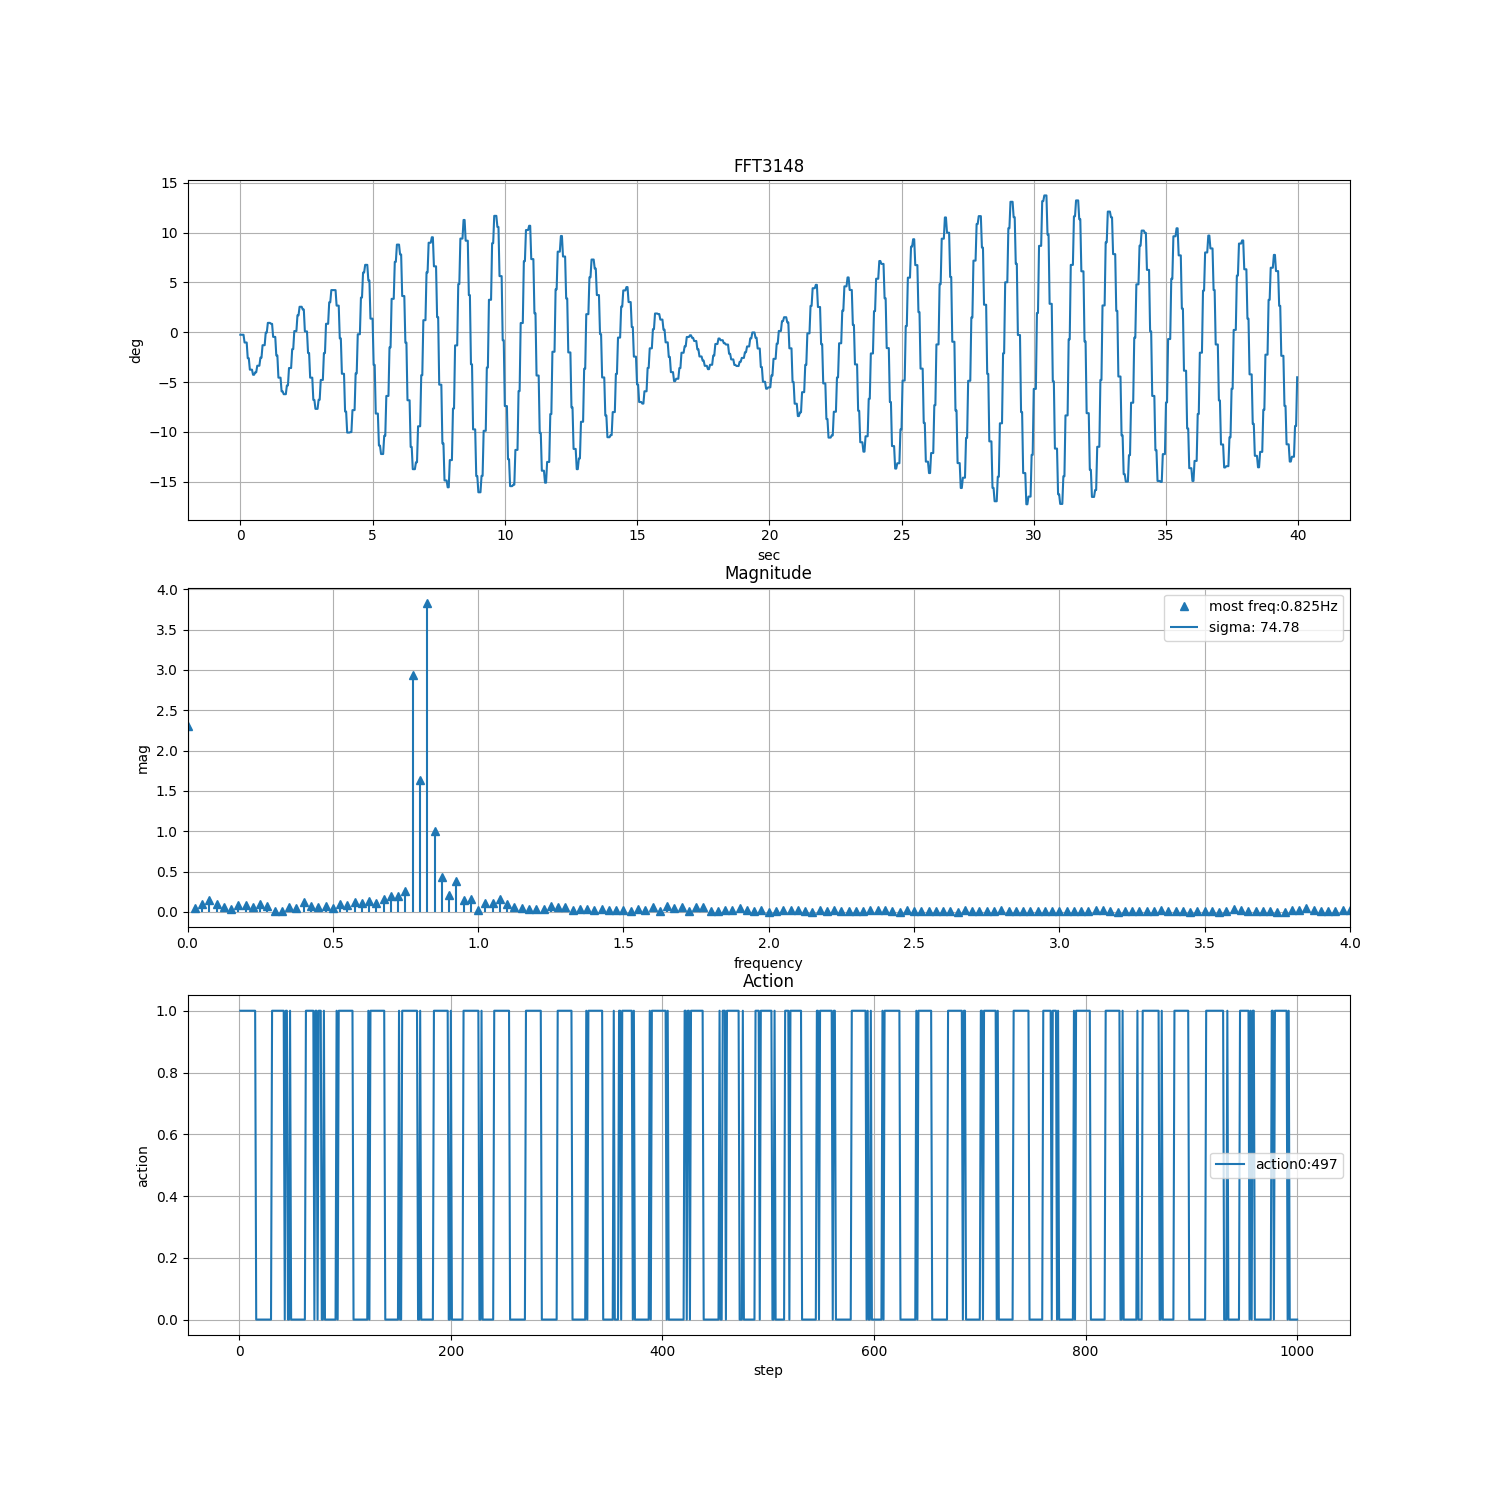 FFT3148
15
10
5
0
−5
−10
−15
deg
0 5 10 15 20 25 30 35 40
sec
Magnitude
4.0
3.5
3.0
2.5
2.0
1.5
1.0
0.5
0.0
mag
most freq:0.825Hz
sigma: 74.78
0.0 0.5 1.0 1.5 2.0 2.5 3.0 3.5 4.0
frequency
Action
1.0
0.8
0.6
0.4
0.2
0.0
action
action0:497
0 200 400 600 800 1000
step